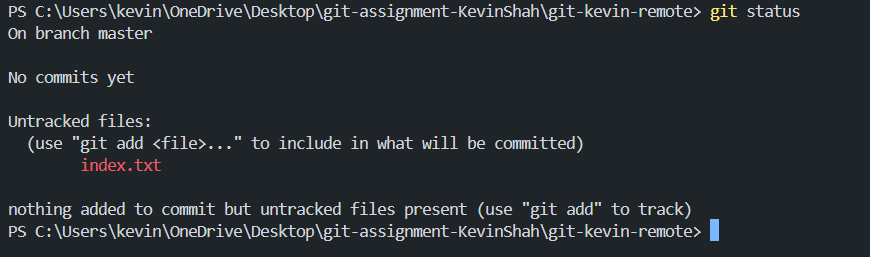 PS C:\Users\kevin\OneDrive\Desktop\git-assignment-KevinShah\git-kevin-remote> git status
On branch master
No commits yet
Untracked files:
(use "git add <file>..." to include in what will be committed)
index.txt
nothing added to commit but untracked files present (use "git add" to track)
PS C:\Users\kevin\OneDrive\Desktop\git-assignment-KevinShah\git-kevin-remote>